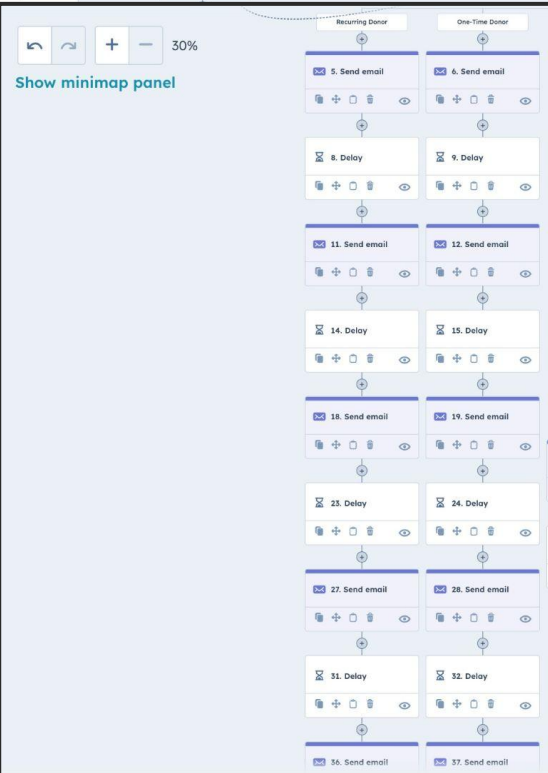 30%
Show minimap panel
Recurring Donor One-Time Donor
5. Send email 6. Send email
8. Delay 9. Delay
11. Send email 12. Send email
14. Delay 15. Delay
18. Send email 19. Send email
23. Delay 24. Delay
27. Send email 28. Send email
31. Delay 32. Delay
36. Send email 37. Send email